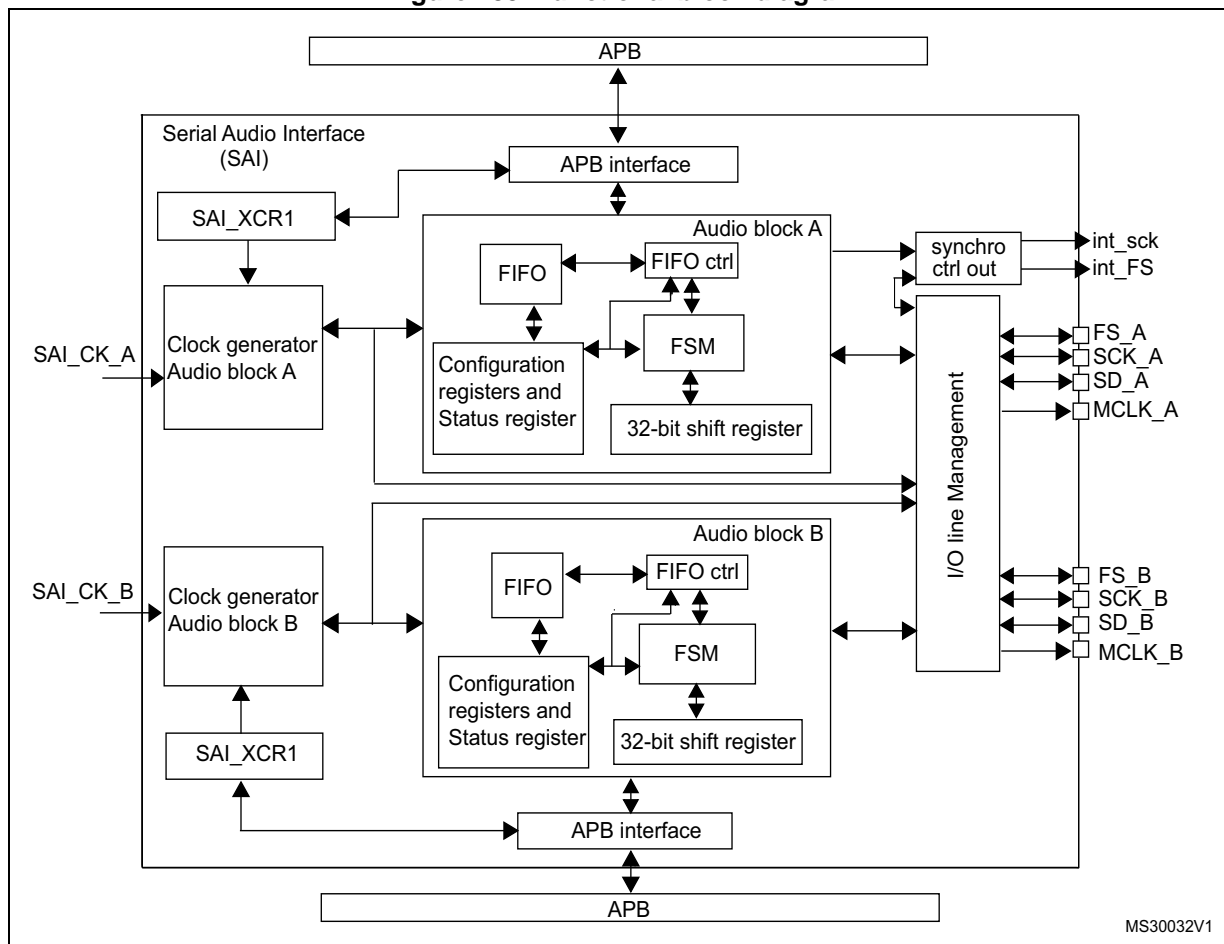 APB
Serial Audio Interface
(SAI)
APB interface
SAI_XCR1
Audio block A
synchro
ctrl out
int_sck
int_FS
FIFO
FIFO ctrl
SAI_CK_A
Clock generator
Audio block A
Configuration
registers and
Status register
FSM
32-bit shift register
FS_A
SCK_A
SD_A
MCLK_A
I/O line Management
Audio block B
SAI_CK_B
Clock generator
Audio block B
FIFO
FIFO ctrl
Configuration
registers and
Status register
FSM
32-bit shift register
FS_B
SCK_B
SD_B
MCLK_B
SAI_XCR1
APB interface
APB
MS30032V1